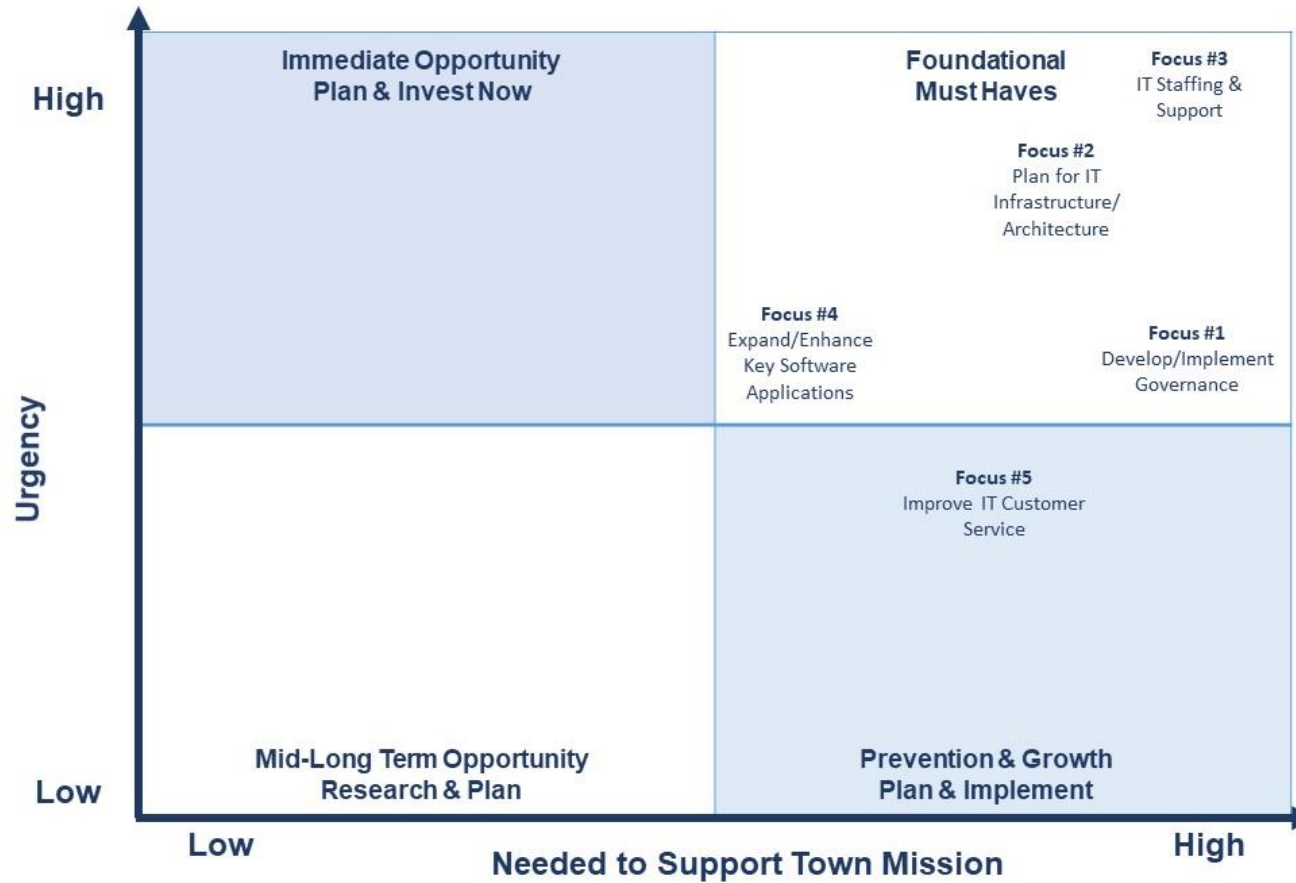 High
Immediate Opportunity
Plan & Invest Now
Foundational
Must Haves
Focus #3
IT Staffing &
Support
Focus #2
Plan for IT
Infrastructure/
Architecture
Focus #4
Expand/Enhance
Key Software
Applications
Focus #1
Develop/Implement
Governance
Urgency
Focus #5
Improve IT Customer
Service
Mid-Long Term Opportunity
Research & Plan
Prevention & Growth
Plan & Implement
Low
Low
Needed to Support Town Mission
High